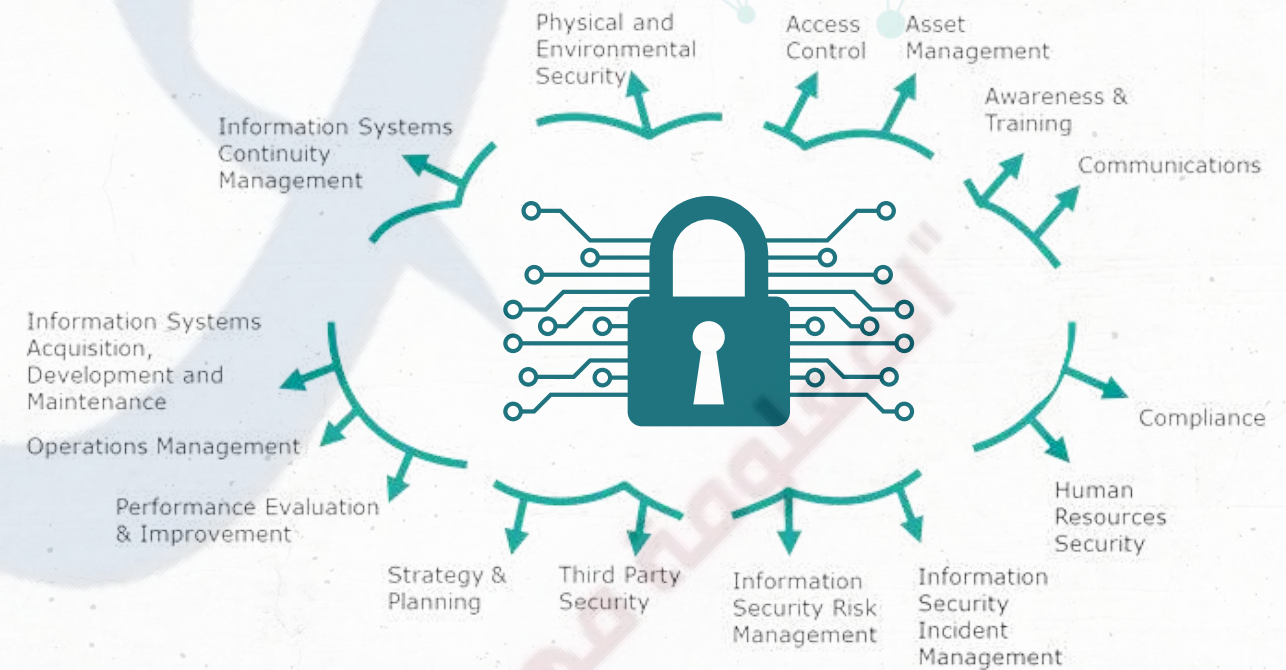 Physical and
Environmental
Security
Access
Control
Asset
Management
Awareness &
Training
Communications
Information Systems
Continuity
Management
Information Systems
Acquisition,
Development and
Maintenance
Operations Management
Performance Evaluation
& Improvement
Strategy &
Planning
Third Party
Security
Information
Security Risk
Management
Information
Security
Incident
Management
Human
Resources
Security
Compliance